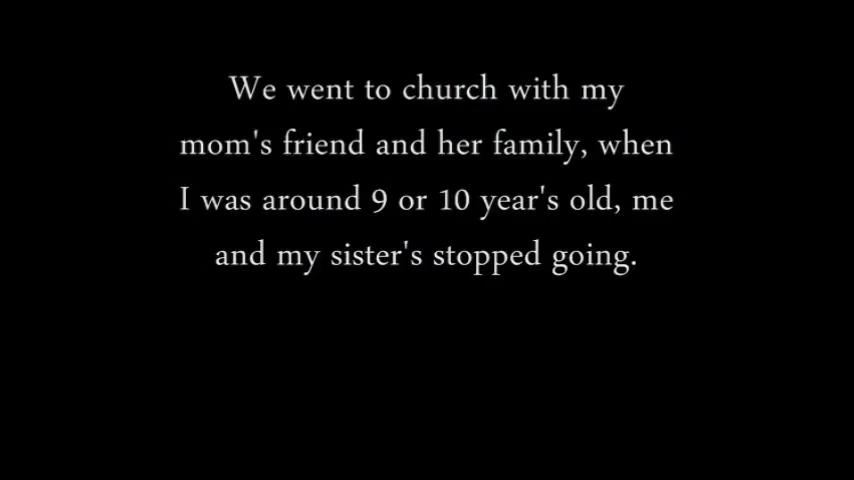 We went to church with my
mom's friend and her family, when
I was around 9 or 10 year's old, me
and my sister's stopped going.